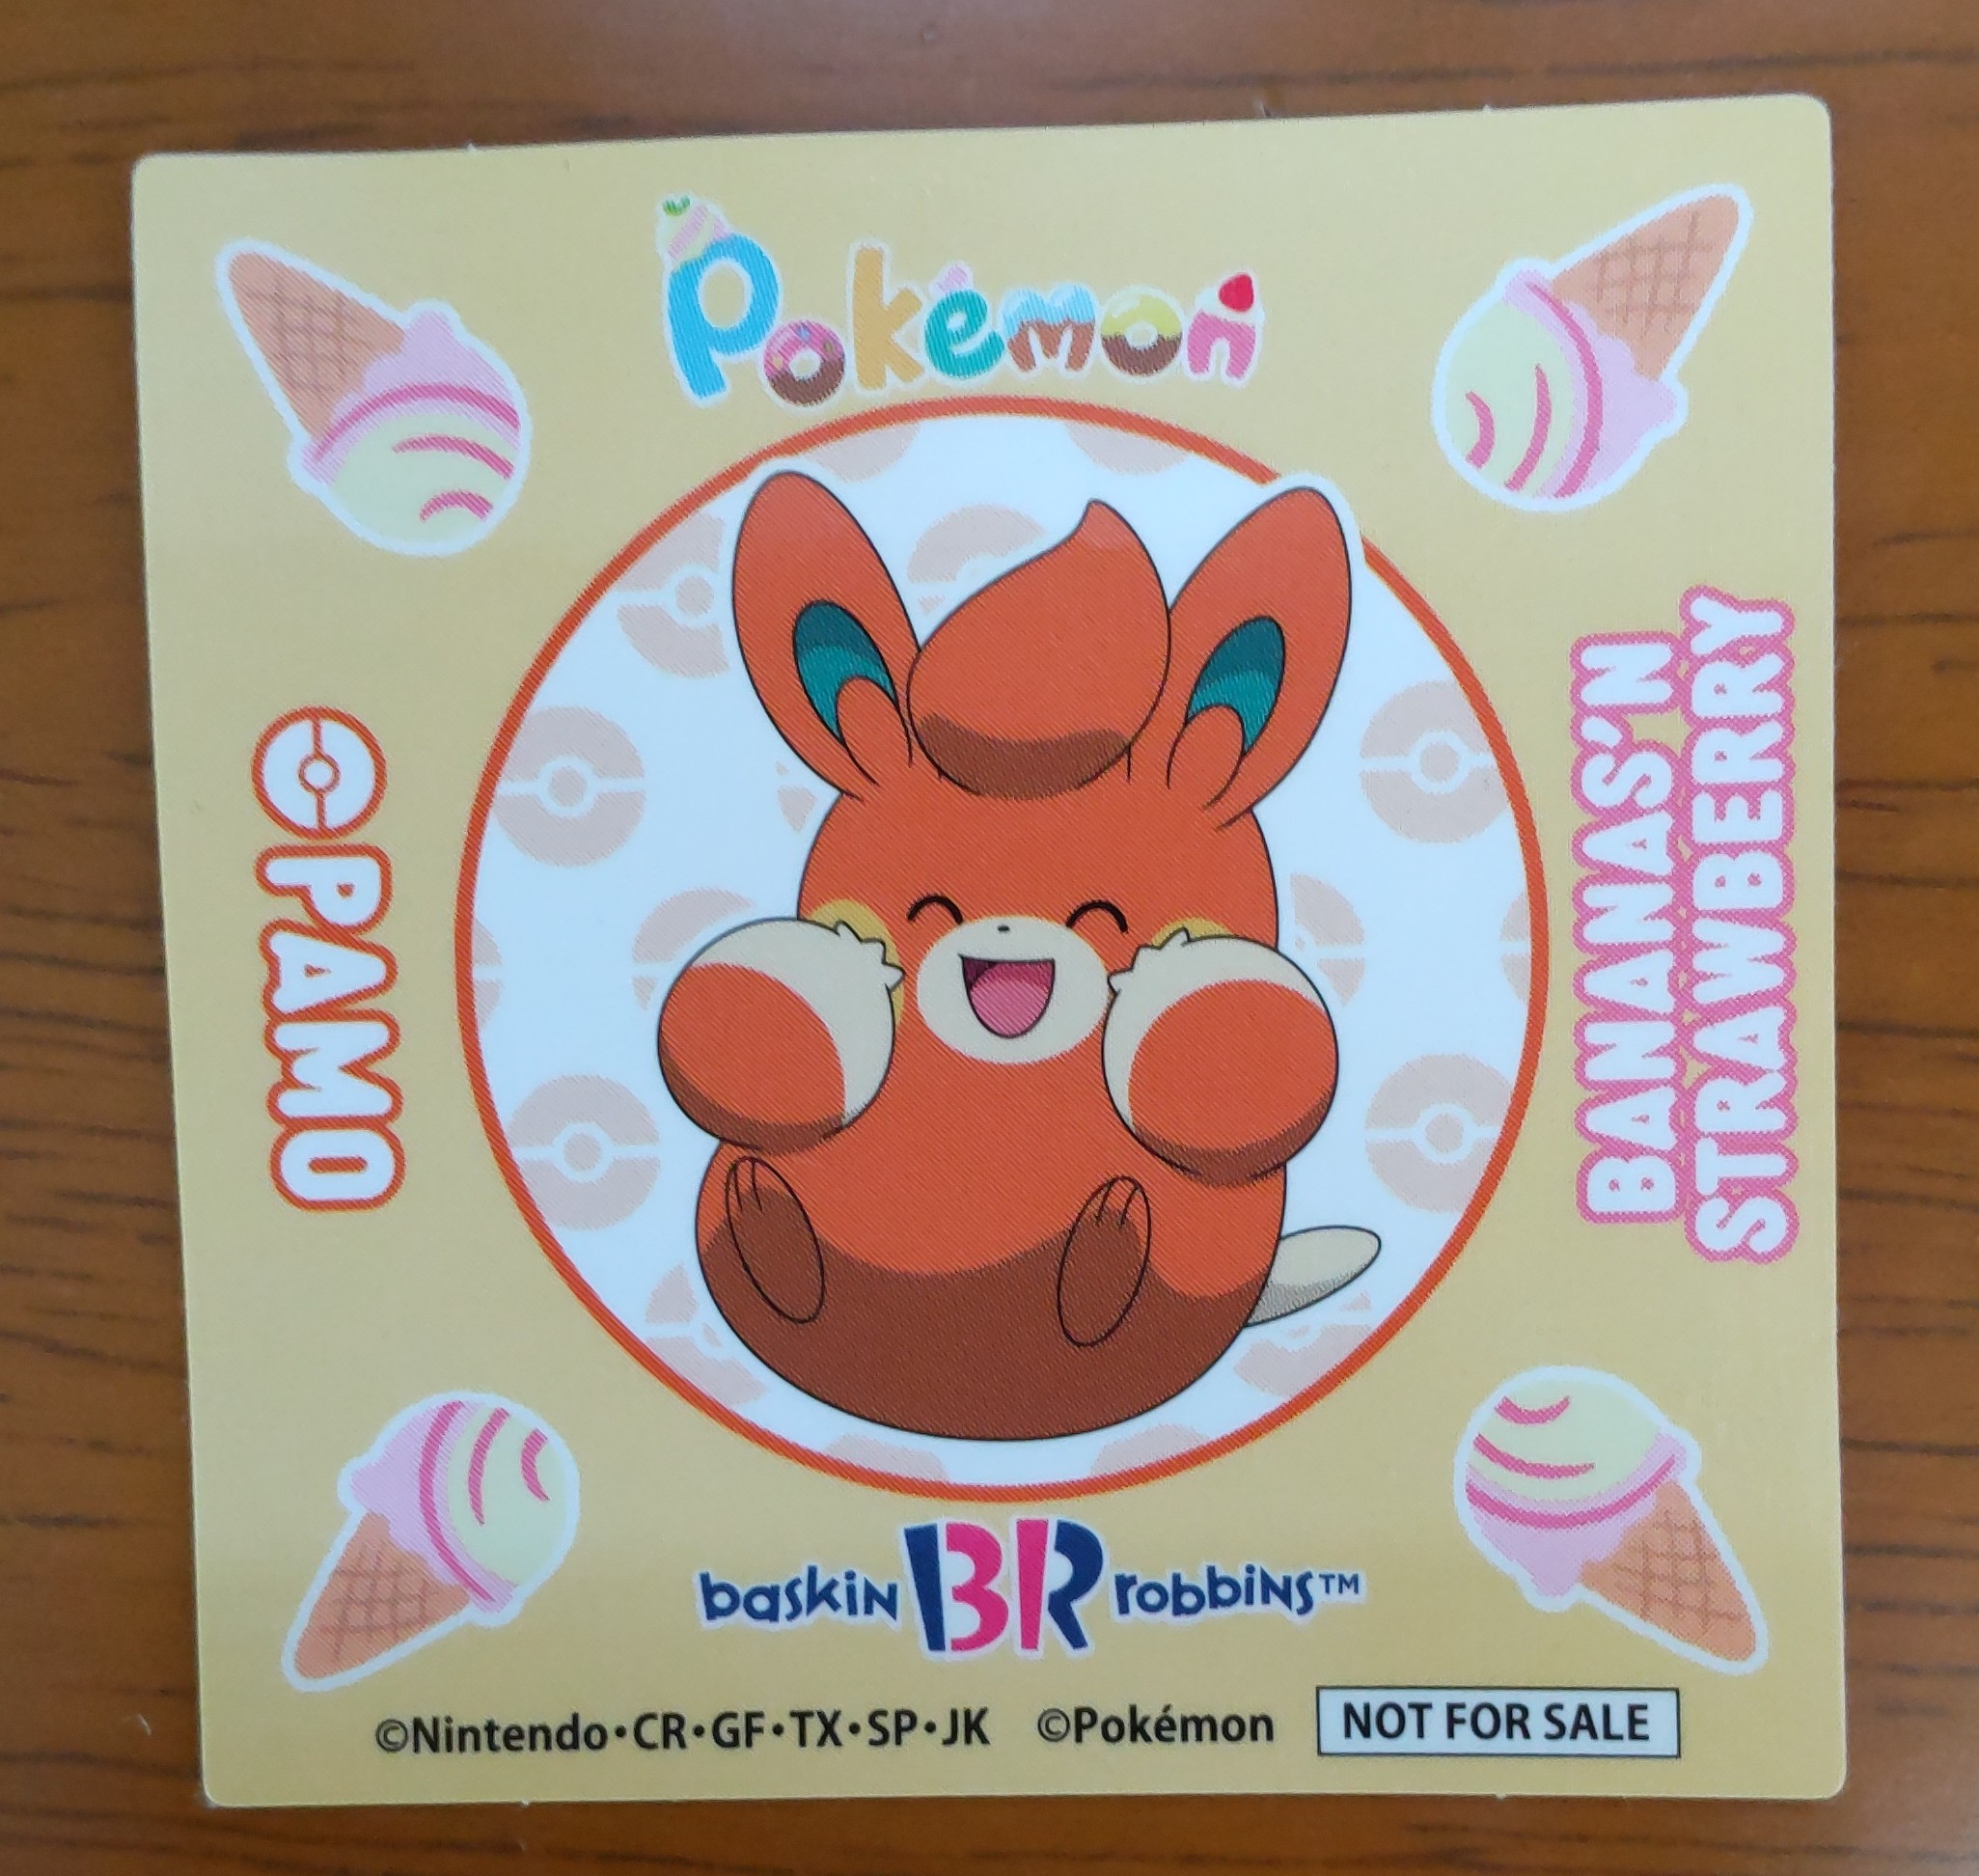 Pokémon
PAMO
BANANAS'N
STRAWBERRY
baskin BR robbins™
©Nintendo・CR・GF・TX・SP・JK ©Pokémon
NOT FOR SALE